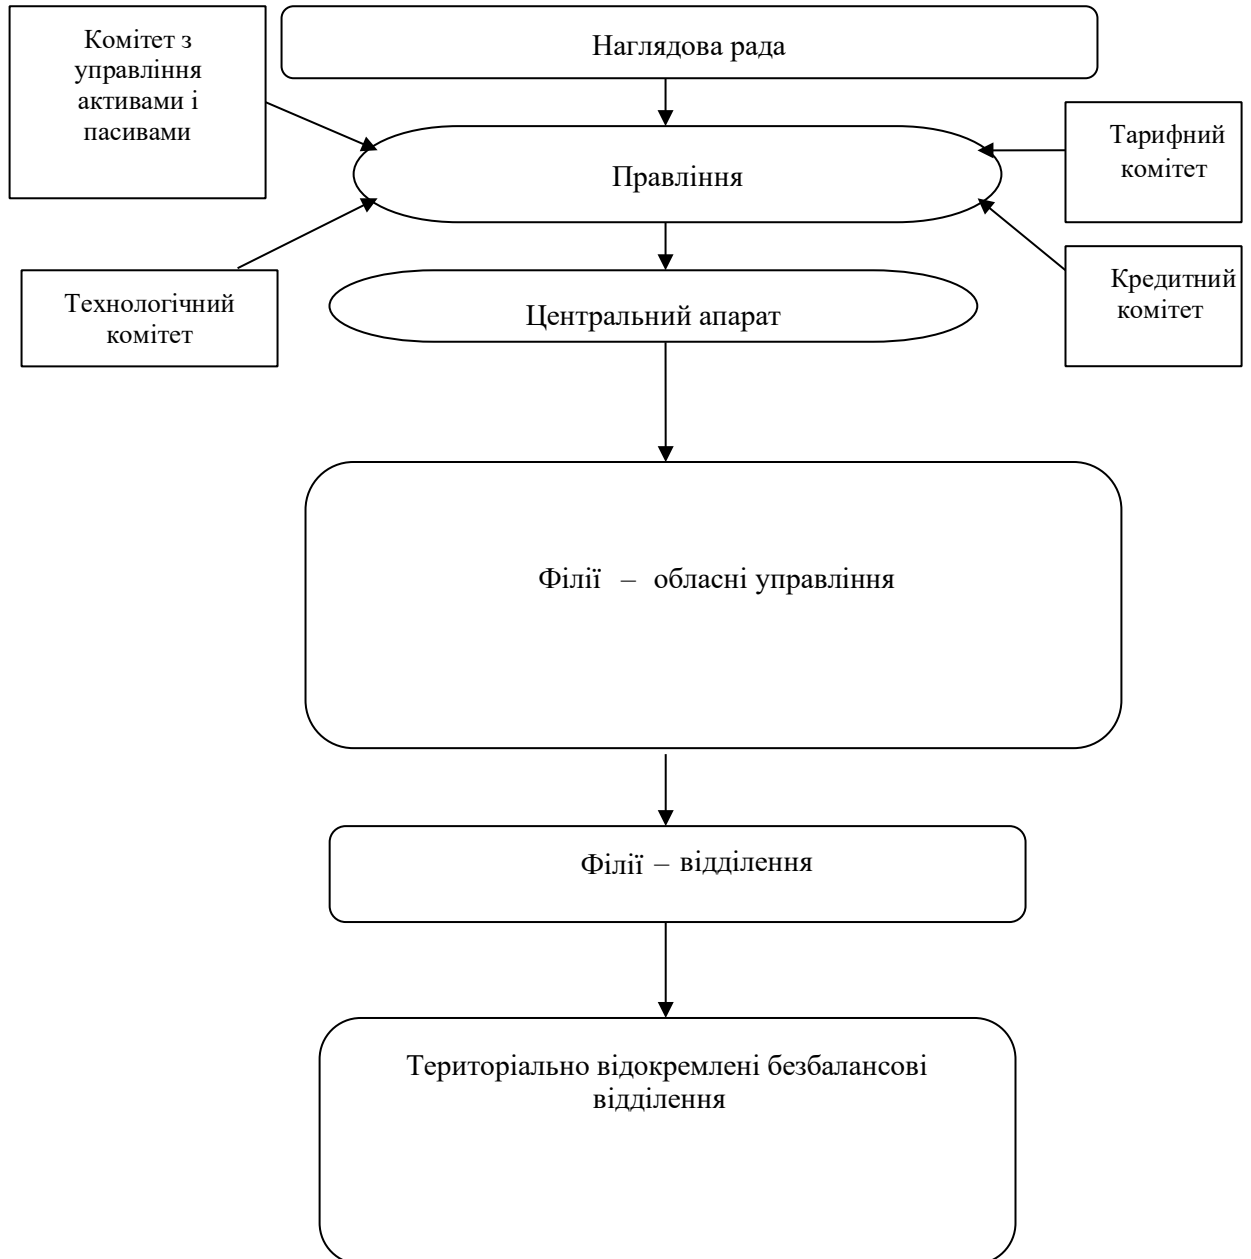 Комітет з
управління
активами і
пасивами
Наглядова рада
Тарифний
комітет
Правління
Технологічний
комітет
Центральний апарат
Кредитний
комітет
Філії – обласні управління
Філії – відділення
Територіально відокремлені безбалансові
відділення